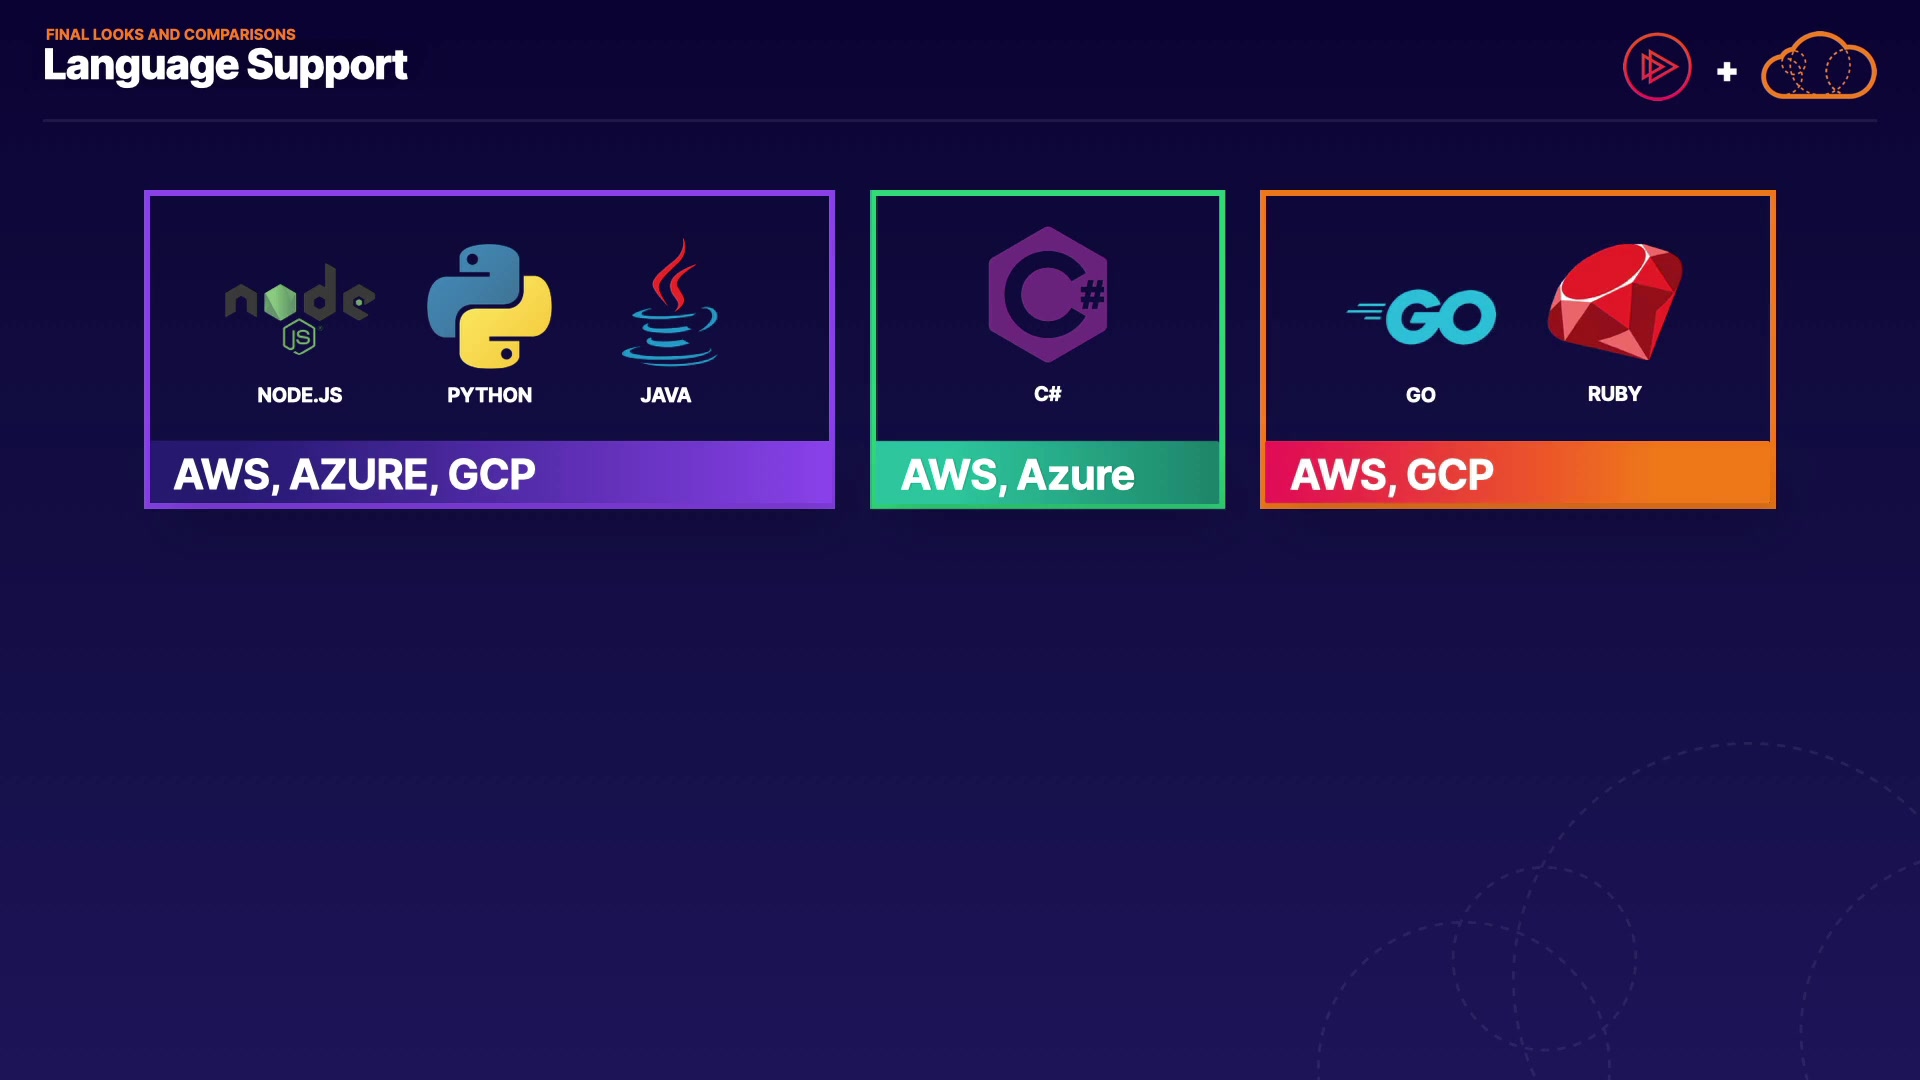 FINAL LOOKS AND COMPARISONS
Language Support
node
JS
NODE.JS
PYTHON
JAVA
AWS, AZURE, GCP
C#
C#
AWS, Azure
GO
GO
RUBY
AWS, GCP